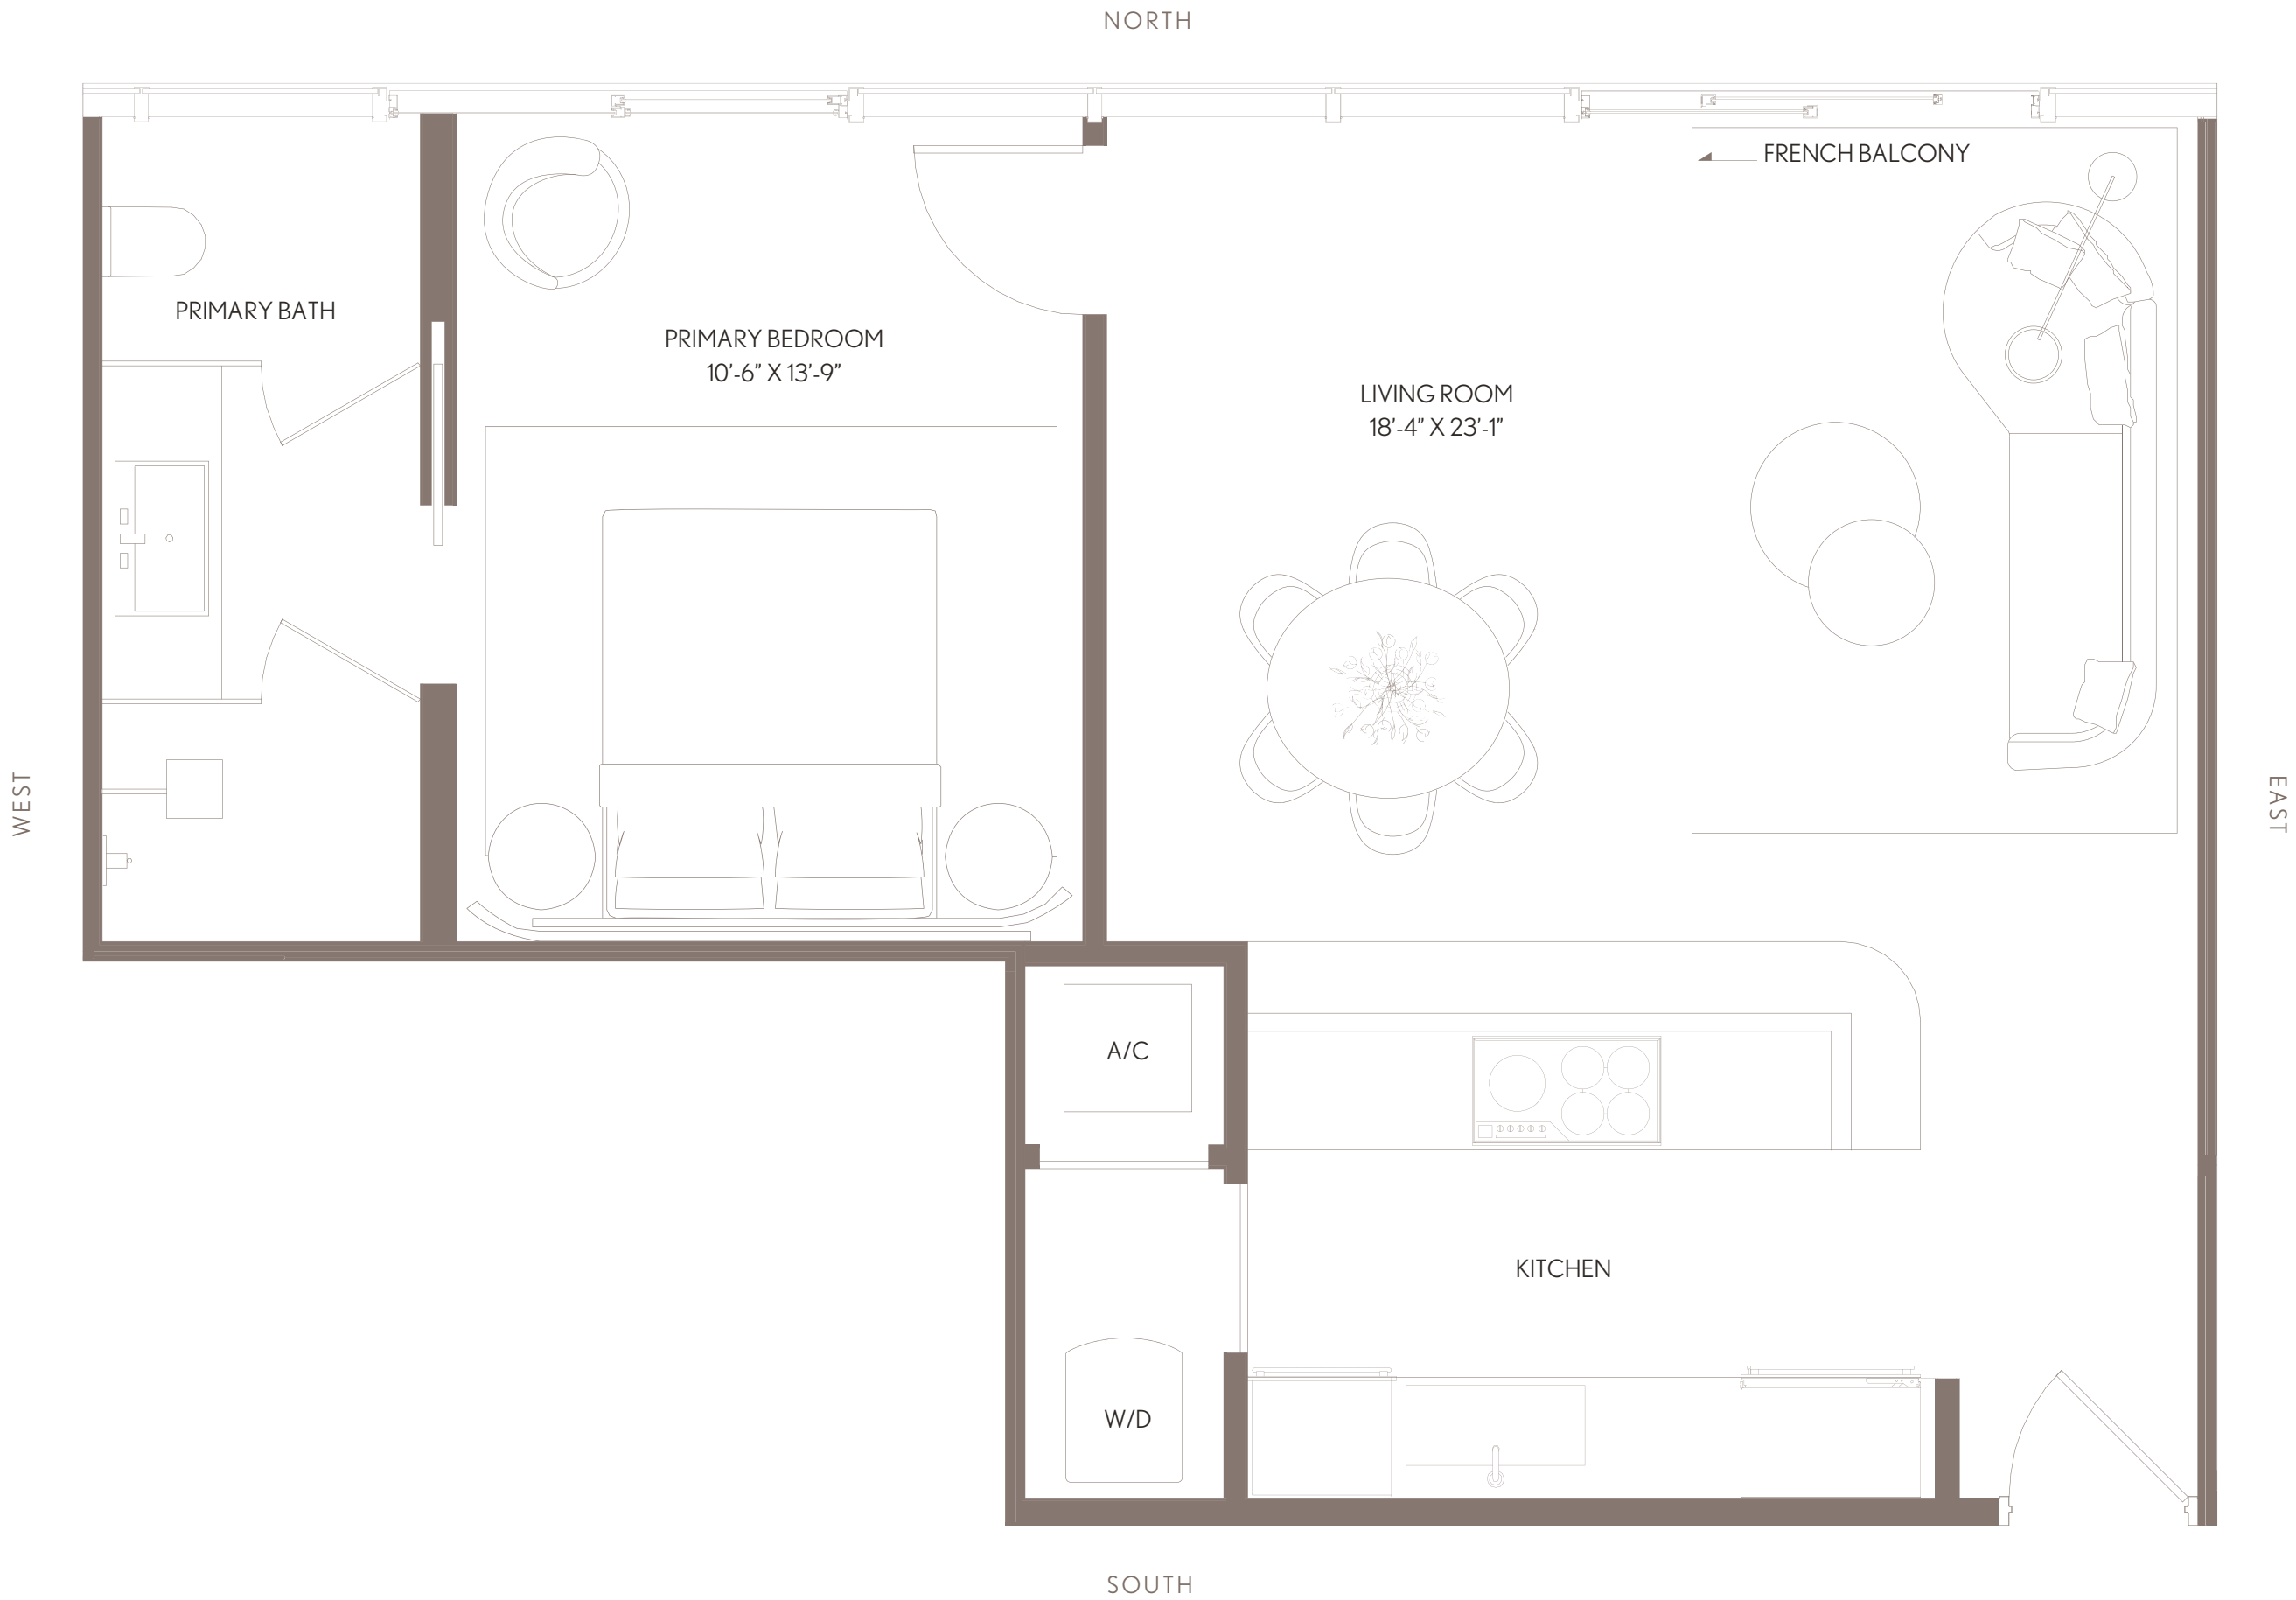 NORTH
FRENCH BALCONY
PRIMARY BATH
PRIMARY BEDROOM
10’-6” X 13’-9”
LIVING ROOM
18’-4” X 23’-1”
WEST
EAST
A/C
KITCHEN
W/D
SOUTH